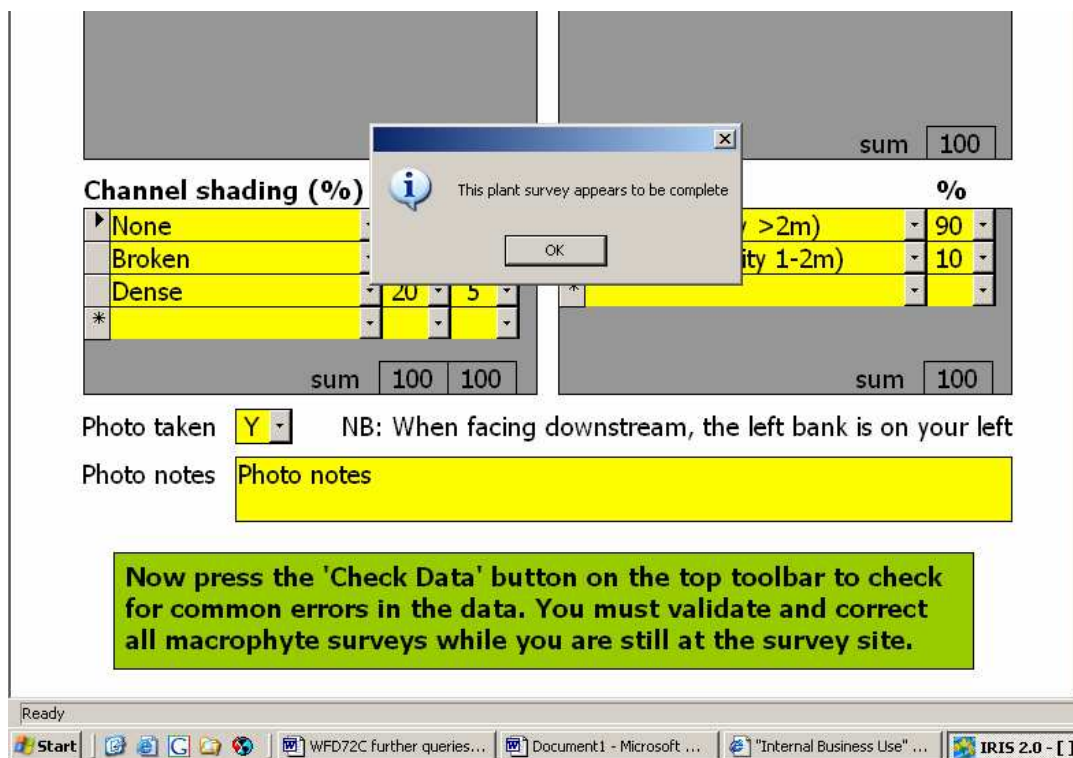 sum 100
Channel shading (%)
%
This plant survey appears to be complete
OK
None
>2m)
90
Broken
ity 1-2m)
10
Dense
20
5
*
*
sum 100 100
sum 100
Photo taken Y NB: When facing downstream, the left bank is on your left
Photo notes Photo notes
Now press the 'Check Data' button on the top toolbar to check
for common errors in the data. You must validate and correct
all macrophyte surveys while you are still at the survey site.
Ready
Start WFD72C further queries... Document1 - Microsoft ... "Internal Business Use" ... IRIS 2.0 - [ ]